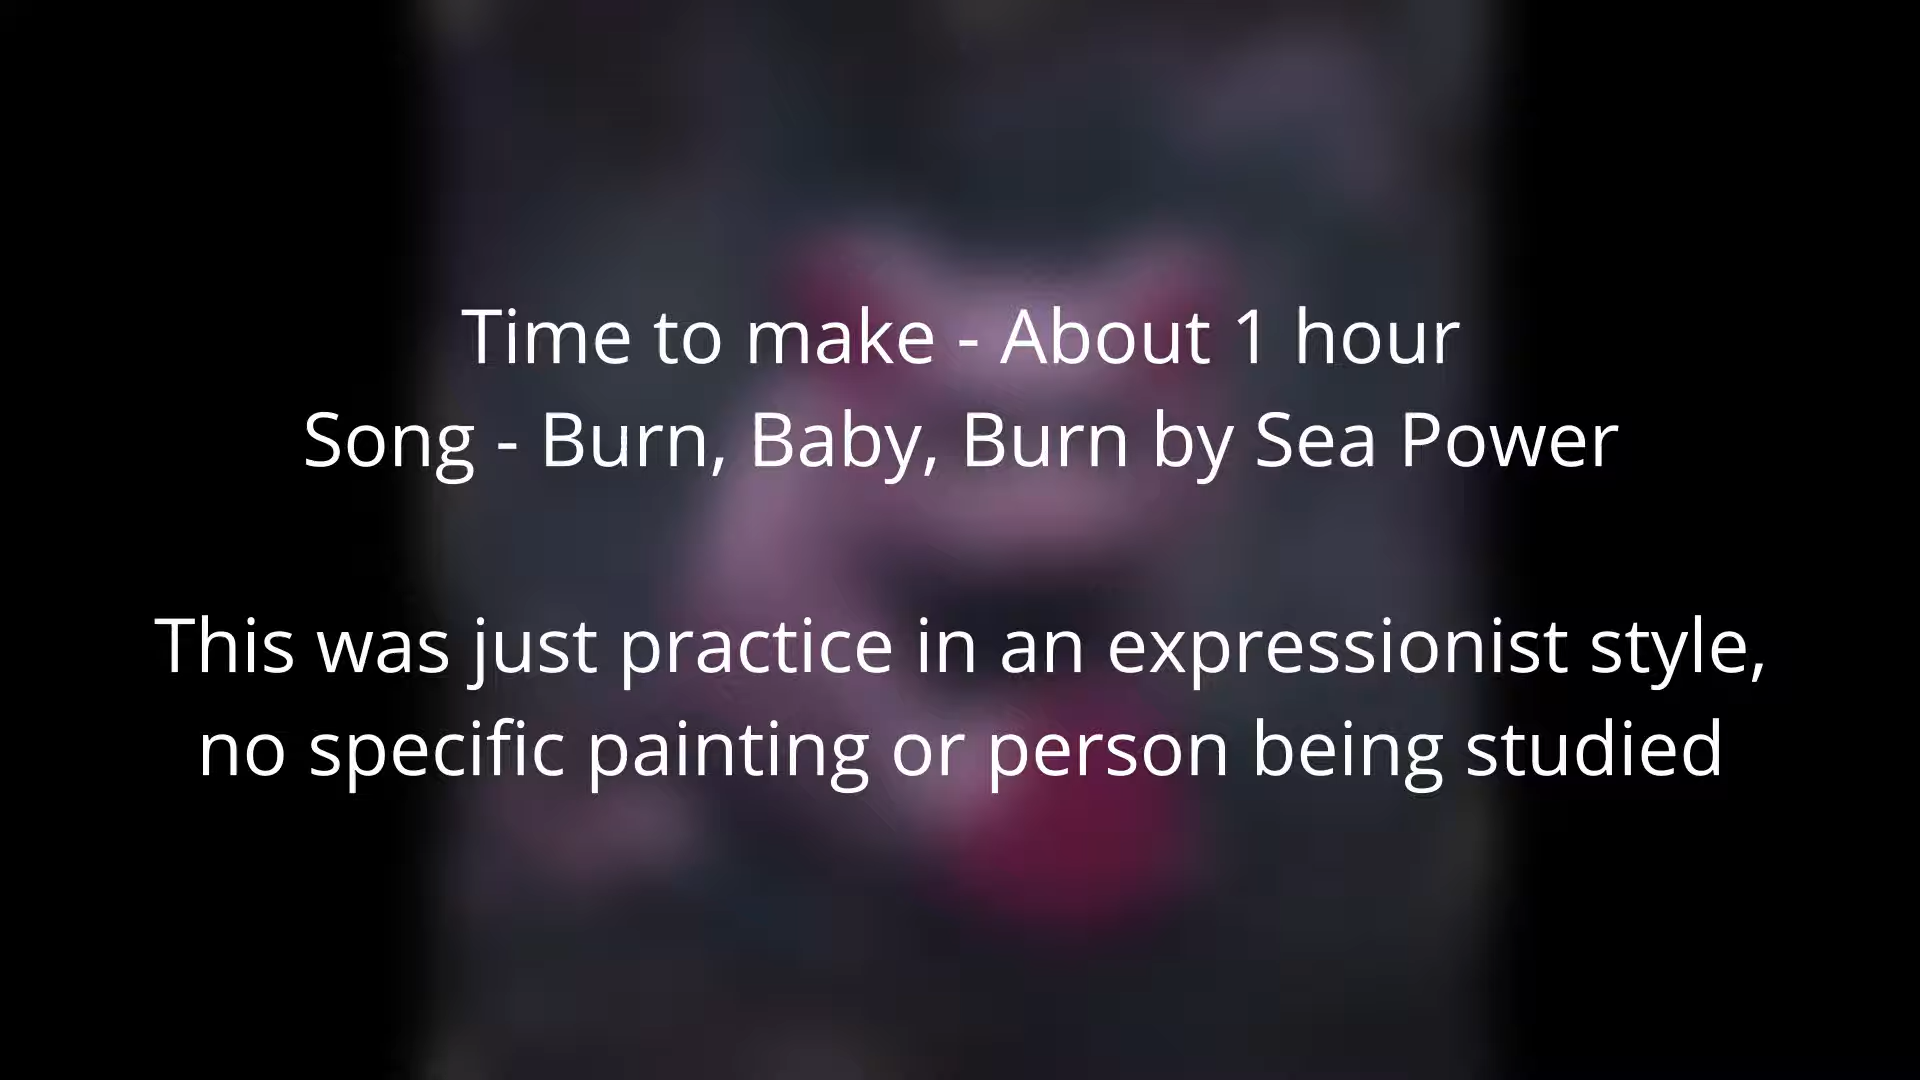 Time to make - About 1 hour
Song - Burn, Baby, Burn by Sea Power
This was just practice in an expressionist style,
no specific painting or person being studied